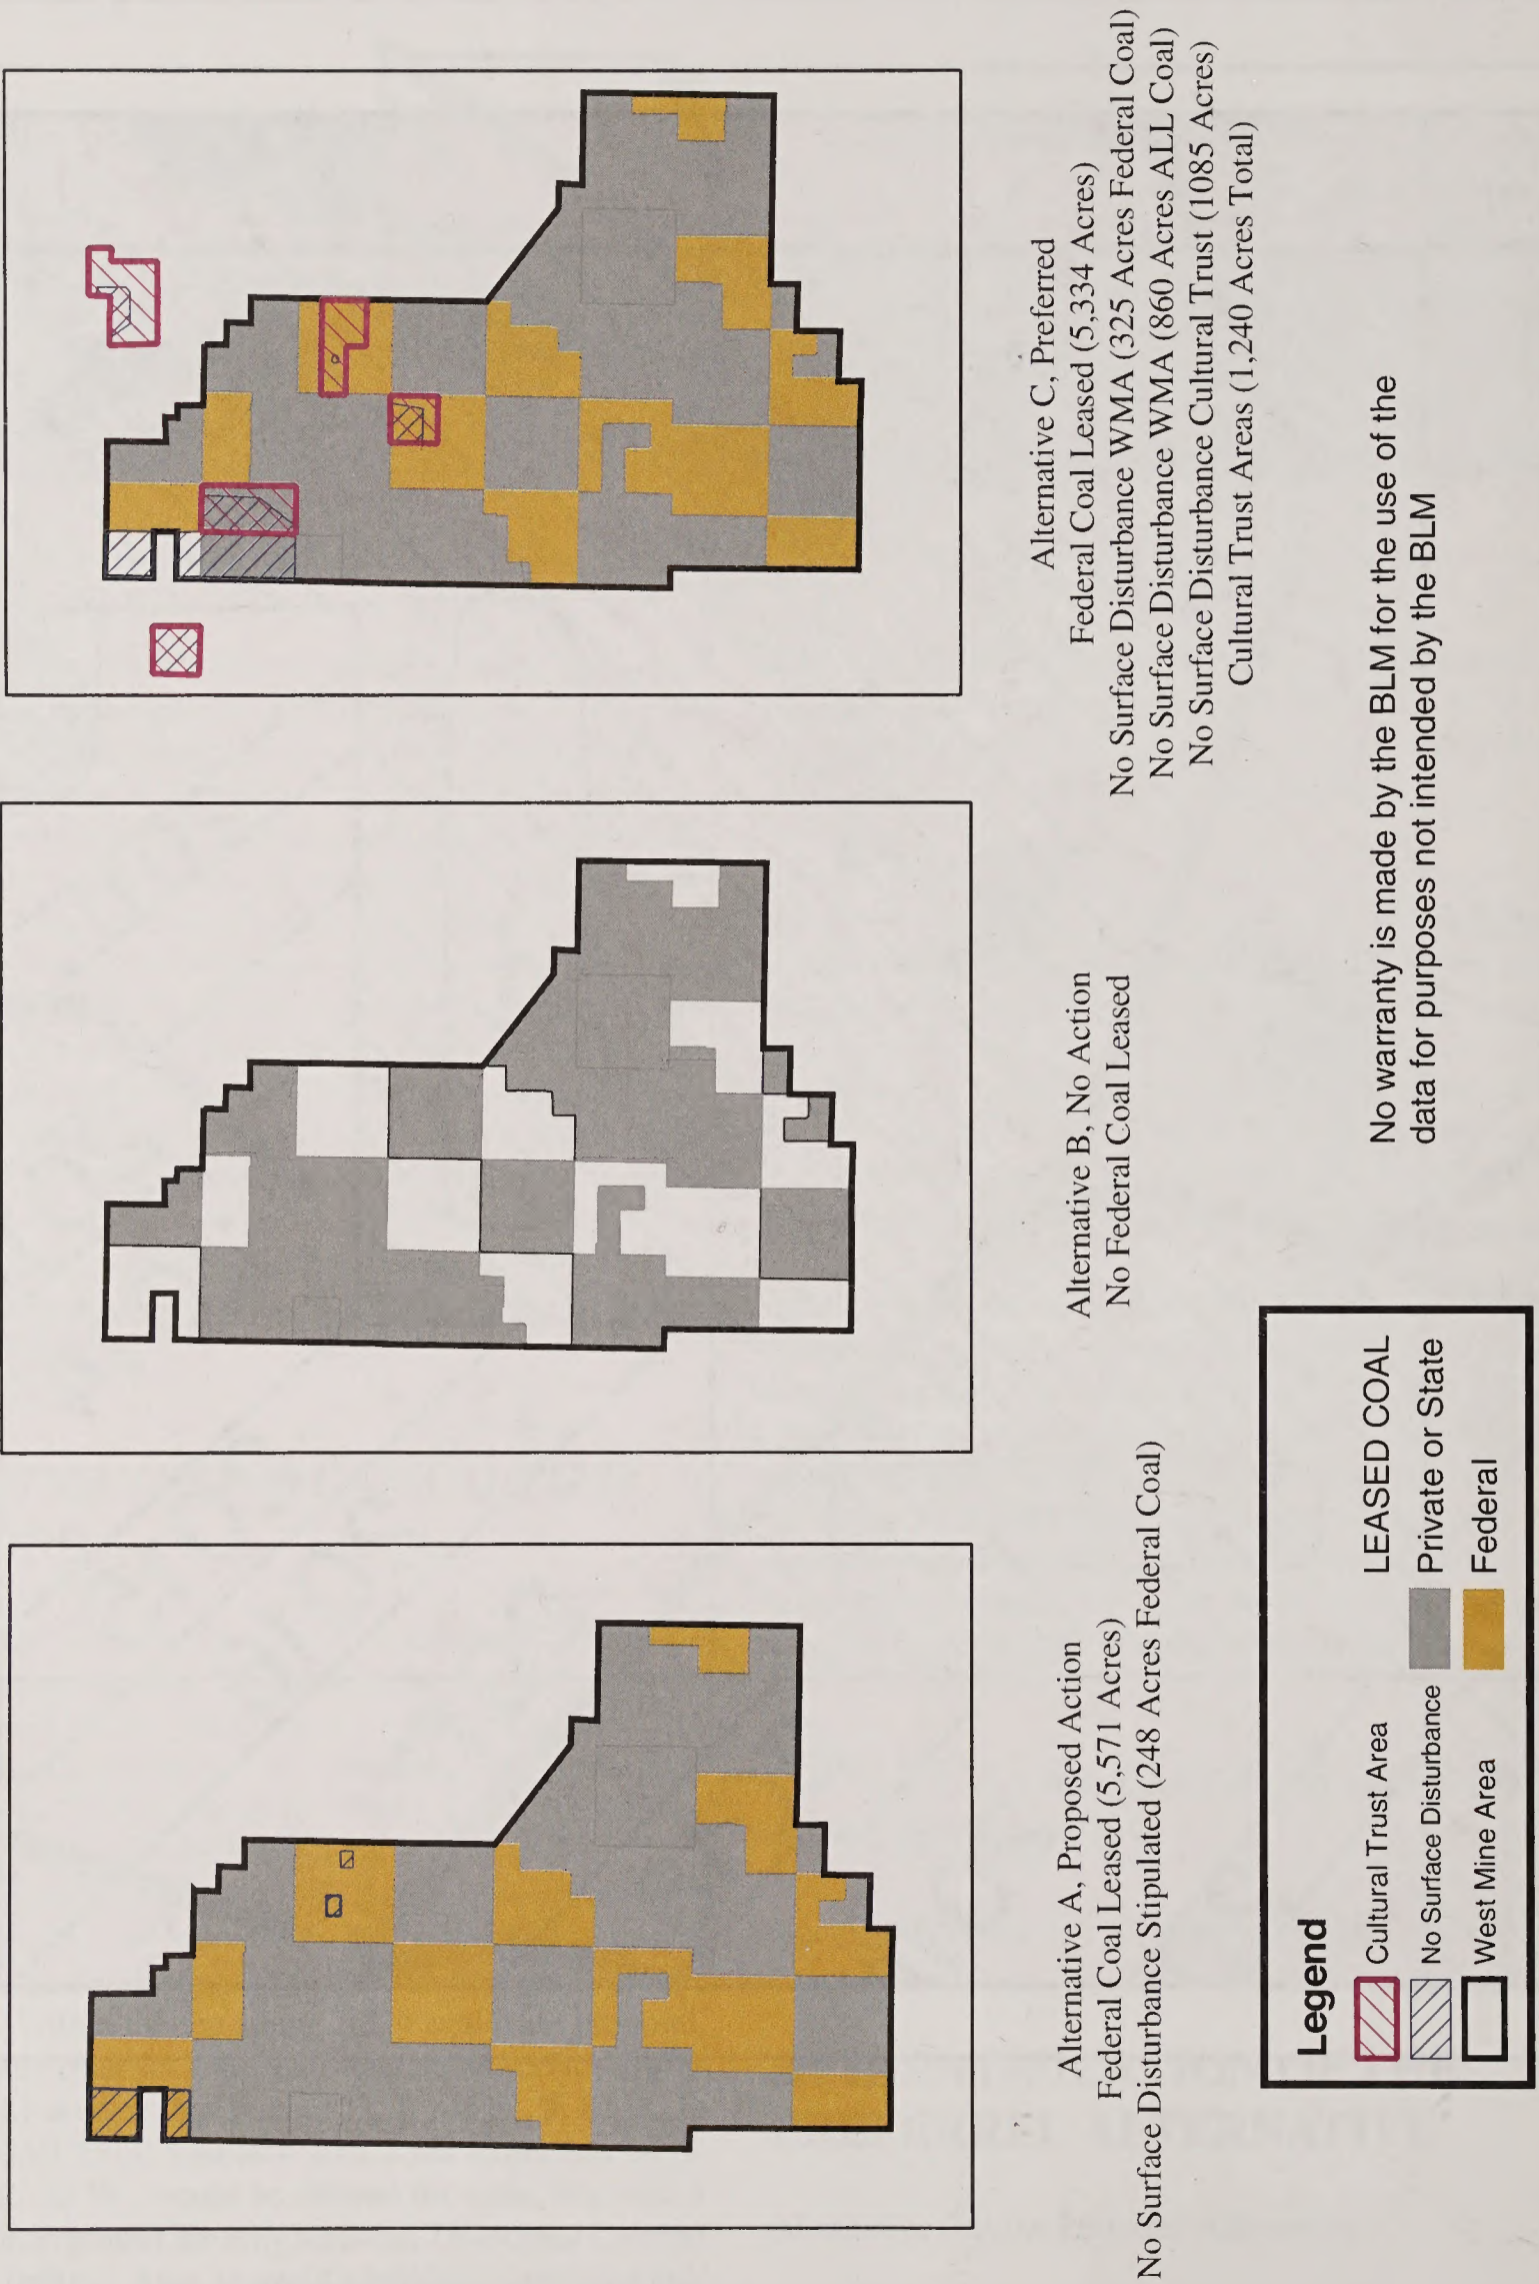 Alternative A, Proposed Action
Federal Coal Leased (5,571 Acres)
No Surface Disturbance Stipulated (248 Acres Federal Coal)
Alternative B, No Action
No Federal Coal Leased
Alternative C, Preferred
Federal Coal Leased (5,334 Acres)
No Surface Disturbance WMA (325 Acres Federal Coal)
No Surface Disturbance WMA (860 Acres ALL Coal)
No Surface Disturbance Cultural Trust (1085 Acres)
Cultural Trust Areas (1,240 Acres Total)
Legend
Cultural Trust Area
No Surface Disturbance
West Mine Area
LEASED COAL
Private or State
Federal
No warranty is made by the BLM for the use of the
data for purposes not intended by the BLM